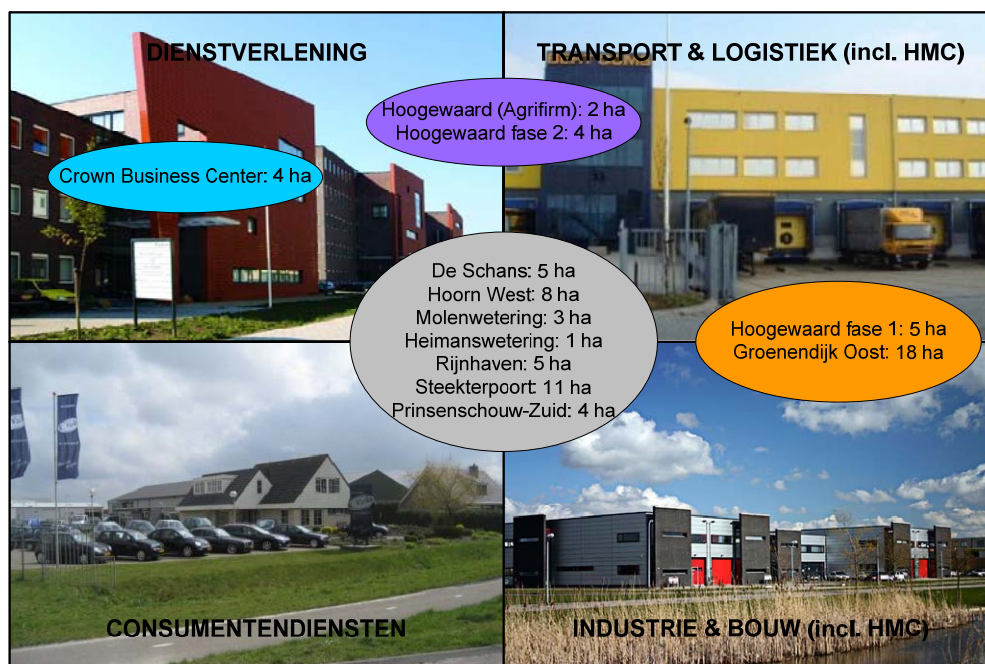 DIENSTVERLENING
TRANSPORT & LOGISTIEK (incl. HMC)
Hoogewaard (Agrifirm): 2 ha
Hoogewaard fase 2: 4 ha
Crown Business Center: 4 ha
De Schans: 5 ha
Hoorn West: 8 ha
Molenwetering: 3 ha
Heimanswetering: 1 ha
Rijnhaven: 5 ha
Steekterpoort: 11 ha
Prinsenschouw-Zuid: 4 ha
Hoogewaard fase 1: 5 ha
Groenendijk Oost: 18 ha
CONSUMENTENDIENSTEN
INDUSTRIE & BOUW (incl. HMC)